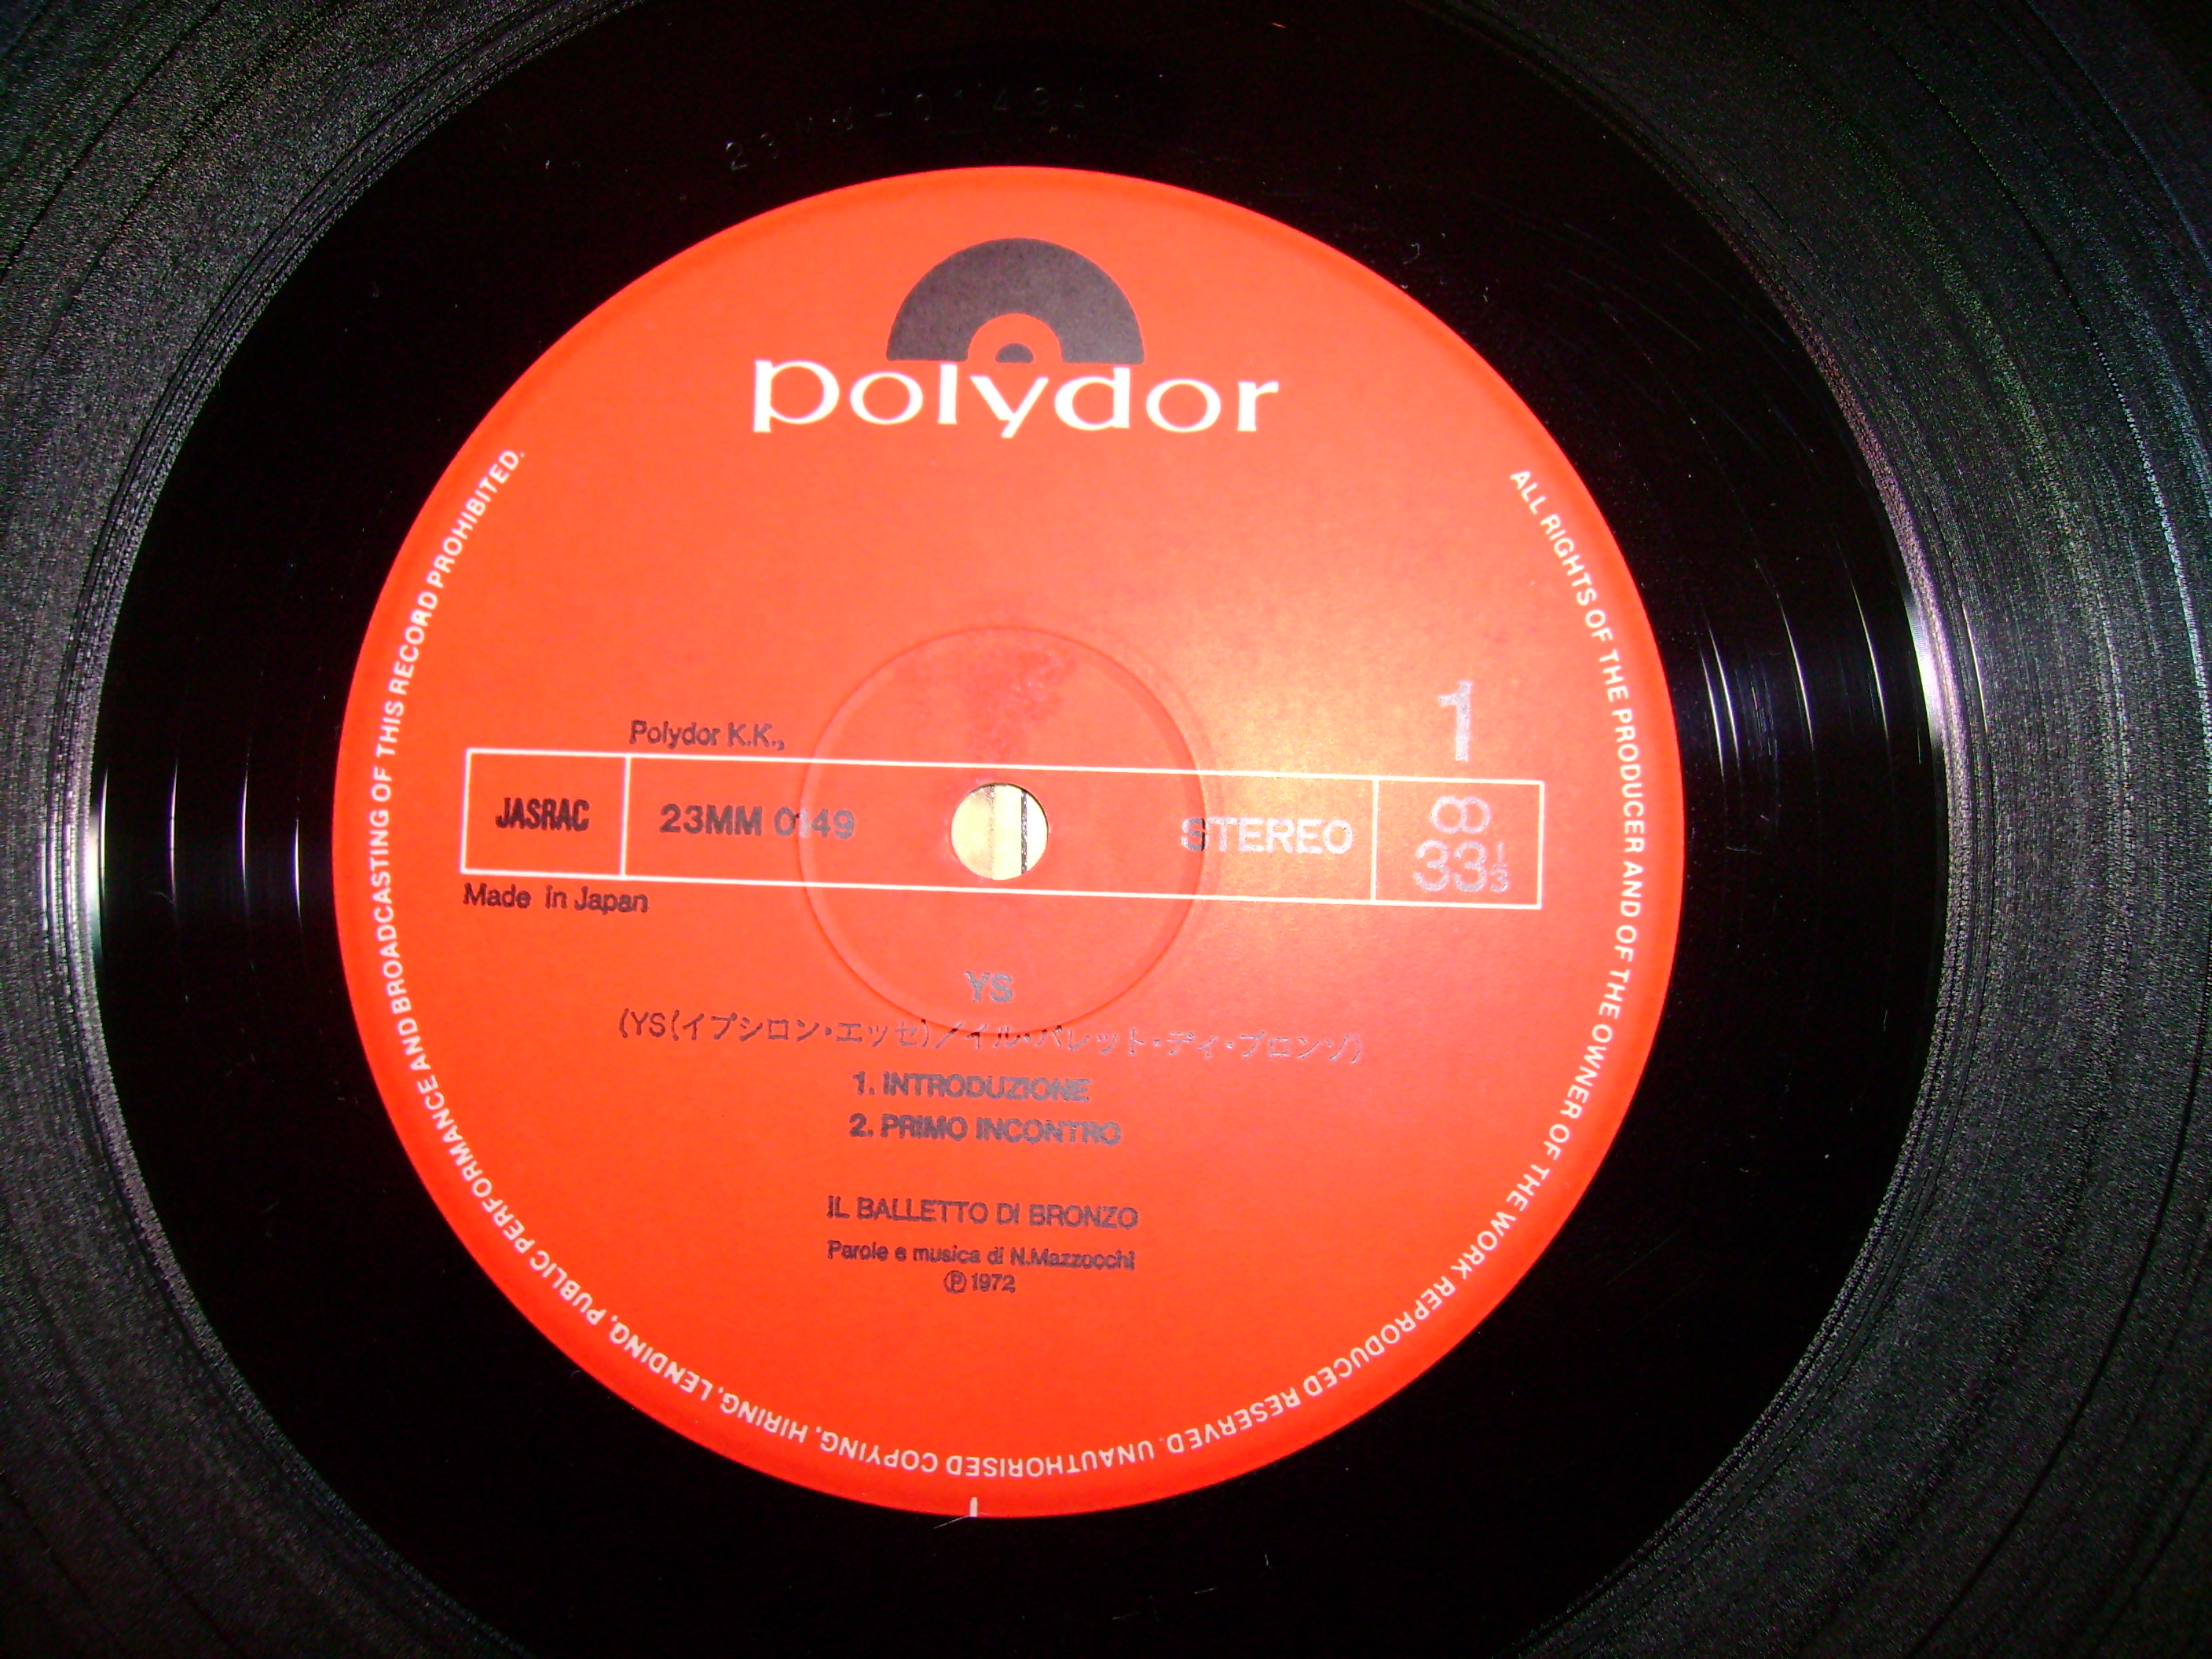 polydor
1
Polydor K.K.,
JASRAC
23MM 0149
STEREO
33 1/3
Made in Japan
YS
(YS(イプシロン・エッセ)/イル・バレット・ディ・ブロンゾ)
1. INTRODUZIONE
2. PRIMO INCONTRO
IL BALLETTO DI BRONZO
Parole e musica di N.Mazzocchi
Ⓟ1972
ALL RIGHTS OF THE PRODUCER AND OF THE OWNER OF THE WORK REPRODUCED RESERVED. UNAUTHORISED COPYING, HIRING, LENDING, PUBLIC PERFORMANCE AND BROADCASTING OF THIS RECORD PROHIBITED.